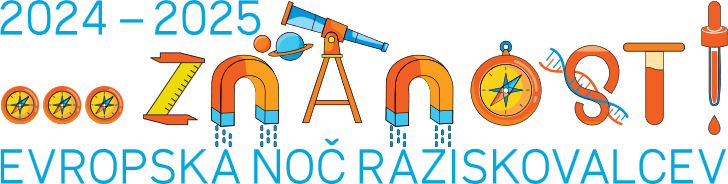 2024 – 2025
... ZNANOST!
EVROPSKA NOČ RAZISKOVALCEV